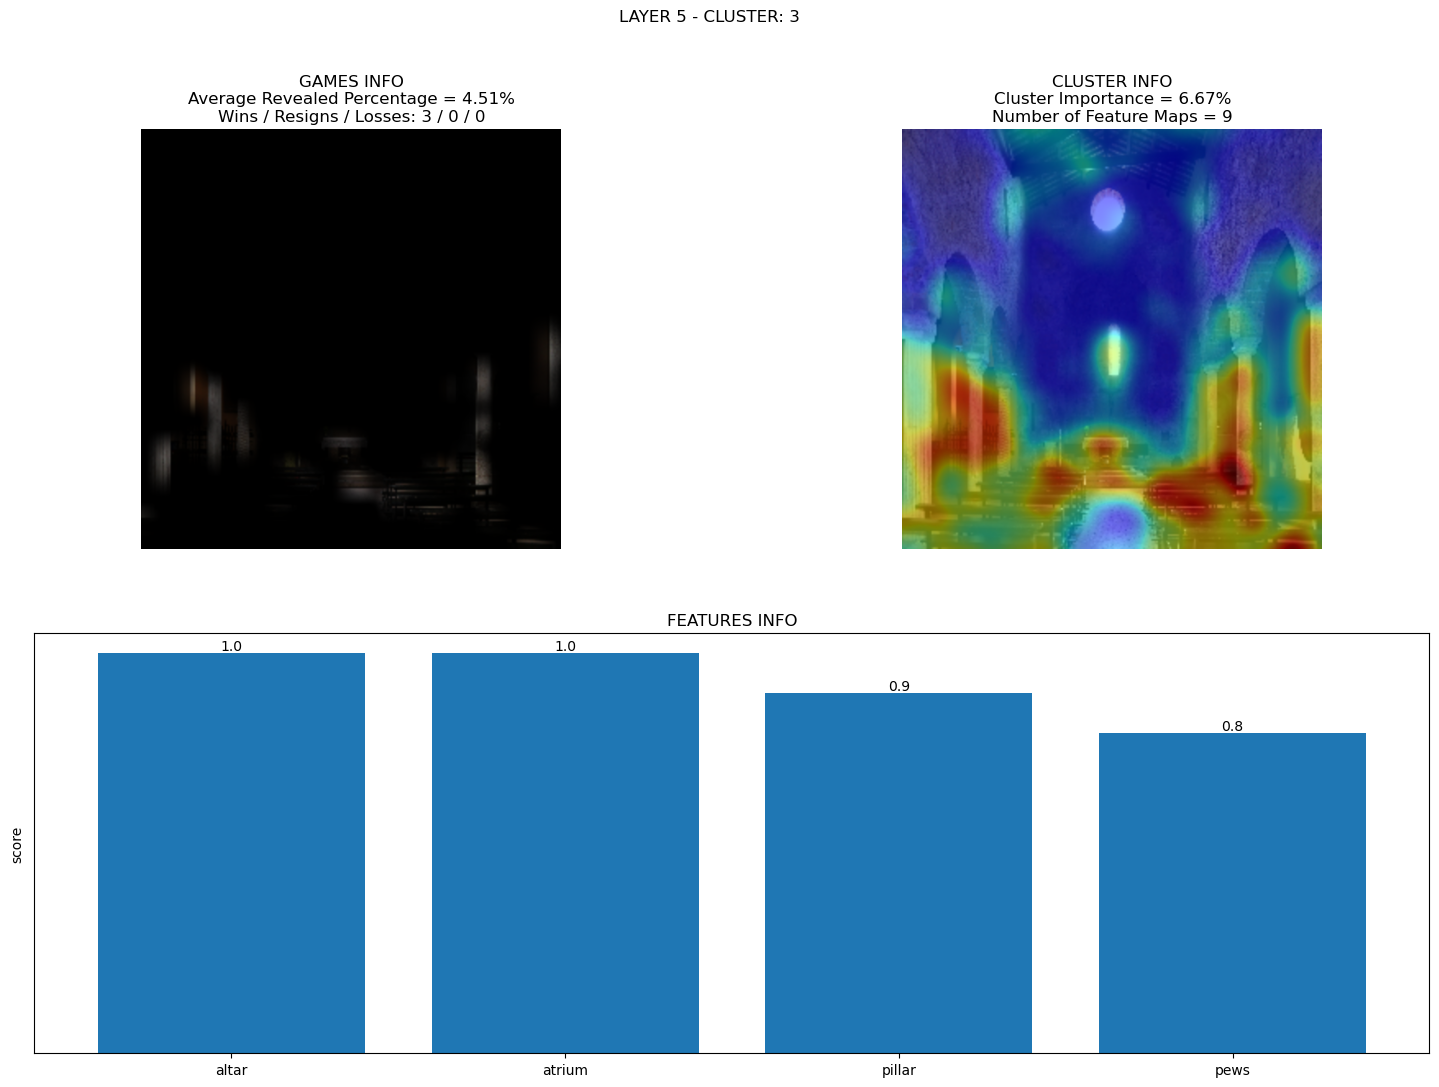 LAYER 5 - CLUSTER: 3
GAMES INFO
Average Revealed Percentage = 4.51%
Wins / Resigns / Losses: 3 / 0 / 0
CLUSTER INFO
Cluster Importance = 6.67%
Number of Feature Maps = 9
FEATURES INFO
score
1.0
1.0
0.9
0.8
altar
atrium
pillar
pews